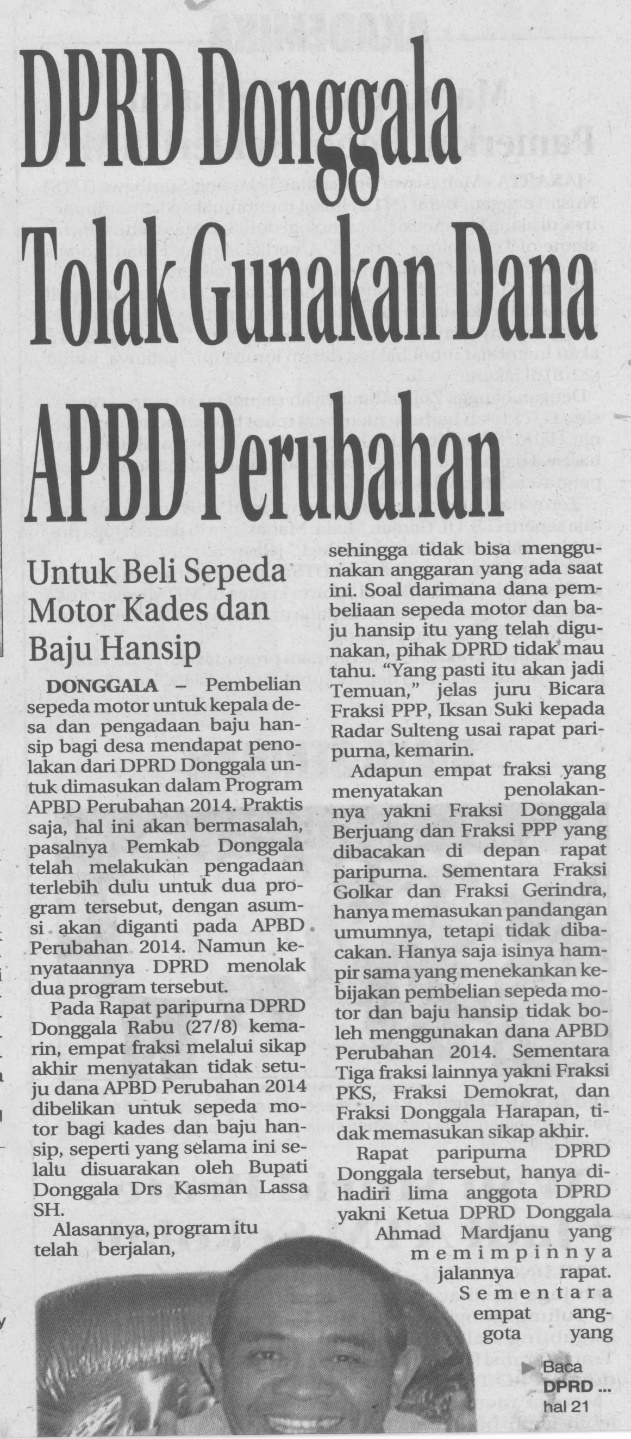 DPRD Donggala
Tolak Gunakan Dana
APBD Perubahan
Untuk Beli Sepeda
Motor Kades dan
Baju Hansip
DONGGALA – Pembelian
sepeda motor untuk kepala de-
sa dan pengadaan baju han-
sip bagi desa mendapat peno-
lakan dari DPRD Donggala un-
tuk dimasukan dalam Program
APBD Perubahan 2014. Praktis
saja, hal ini akan bermasalah,
pasalnya Pemkab Donggala
telah melakukan pengadaan
terlebih dulu untuk dua pro-
gram tersebut, dengan asum-
si akan diganti pada APBD
Perubahan 2014. Namun ke-
nyataannya DPRD menolak
dua program tersebut.
Pada Rapat paripurna DPRD
Donggala Rabu (27/8) kema-
rin, empat fraksi melalui sikap
akhir menyatakan tidak setu-
ju dana APBD Perubahan 2014
dibelikan untuk sepeda mo-
tor bagi kades dan baju han-
sip, seperti yang selama ini se-
lalu disuarakan oleh Bupati
Donggala Drs Kasman Lassa
SH.
Alasannya, program itu
telah berjalan,
sehingga tidak bisa menggu-
nakan anggaran yang ada saat
ini. Soal darimana dana pem-
beliaan sepeda motor dan ba-
ju hansip itu yang telah digu-
nakan, pihak DPRD tidak mau
tahu. “Yang pasti itu akan jadi
Temuan,” jelas juru Bicara
Fraksi PPP, Iksan Suki kepada
Radar Sulteng usai rapat pari-
purna, kemarin.
Adapun empat fraksi yang
menyatakan penolakan-
nya yakni Fraksi Donggala
Berjuang dan Fraksi PPP yang
dibacakan di depan rapat
paripurna. Sementara Fraksi
Golkar dan Fraksi Gerindra,
hanya memasukan pandangan
umumnya, tetapi tidak diba-
cakan. Hanya saja isinya ham-
pir sama yang menekankan ke-
bijakan pembelian sepeda mo-
tor dan baju hansip tidak bo-
leh menggunakan dana APBD
Perubahan 2014. Sementara
Tiga fraksi lainnya yakni Fraksi
PKS, Fraksi Demokrat, dan
Fraksi Donggala Harapan, ti-
dak memasukan sikap akhir.
Rapat paripurna DPRD
Donggala tersebut, hanya di-
hadiri lima anggota DPRD
yakni Ketua DPRD Donggala
Ahmad Mardjanu yang
memimpinnya
jalannya rapat.
Sementara
empat ang-
gota yang
Baca
DPRD ...
hal 21